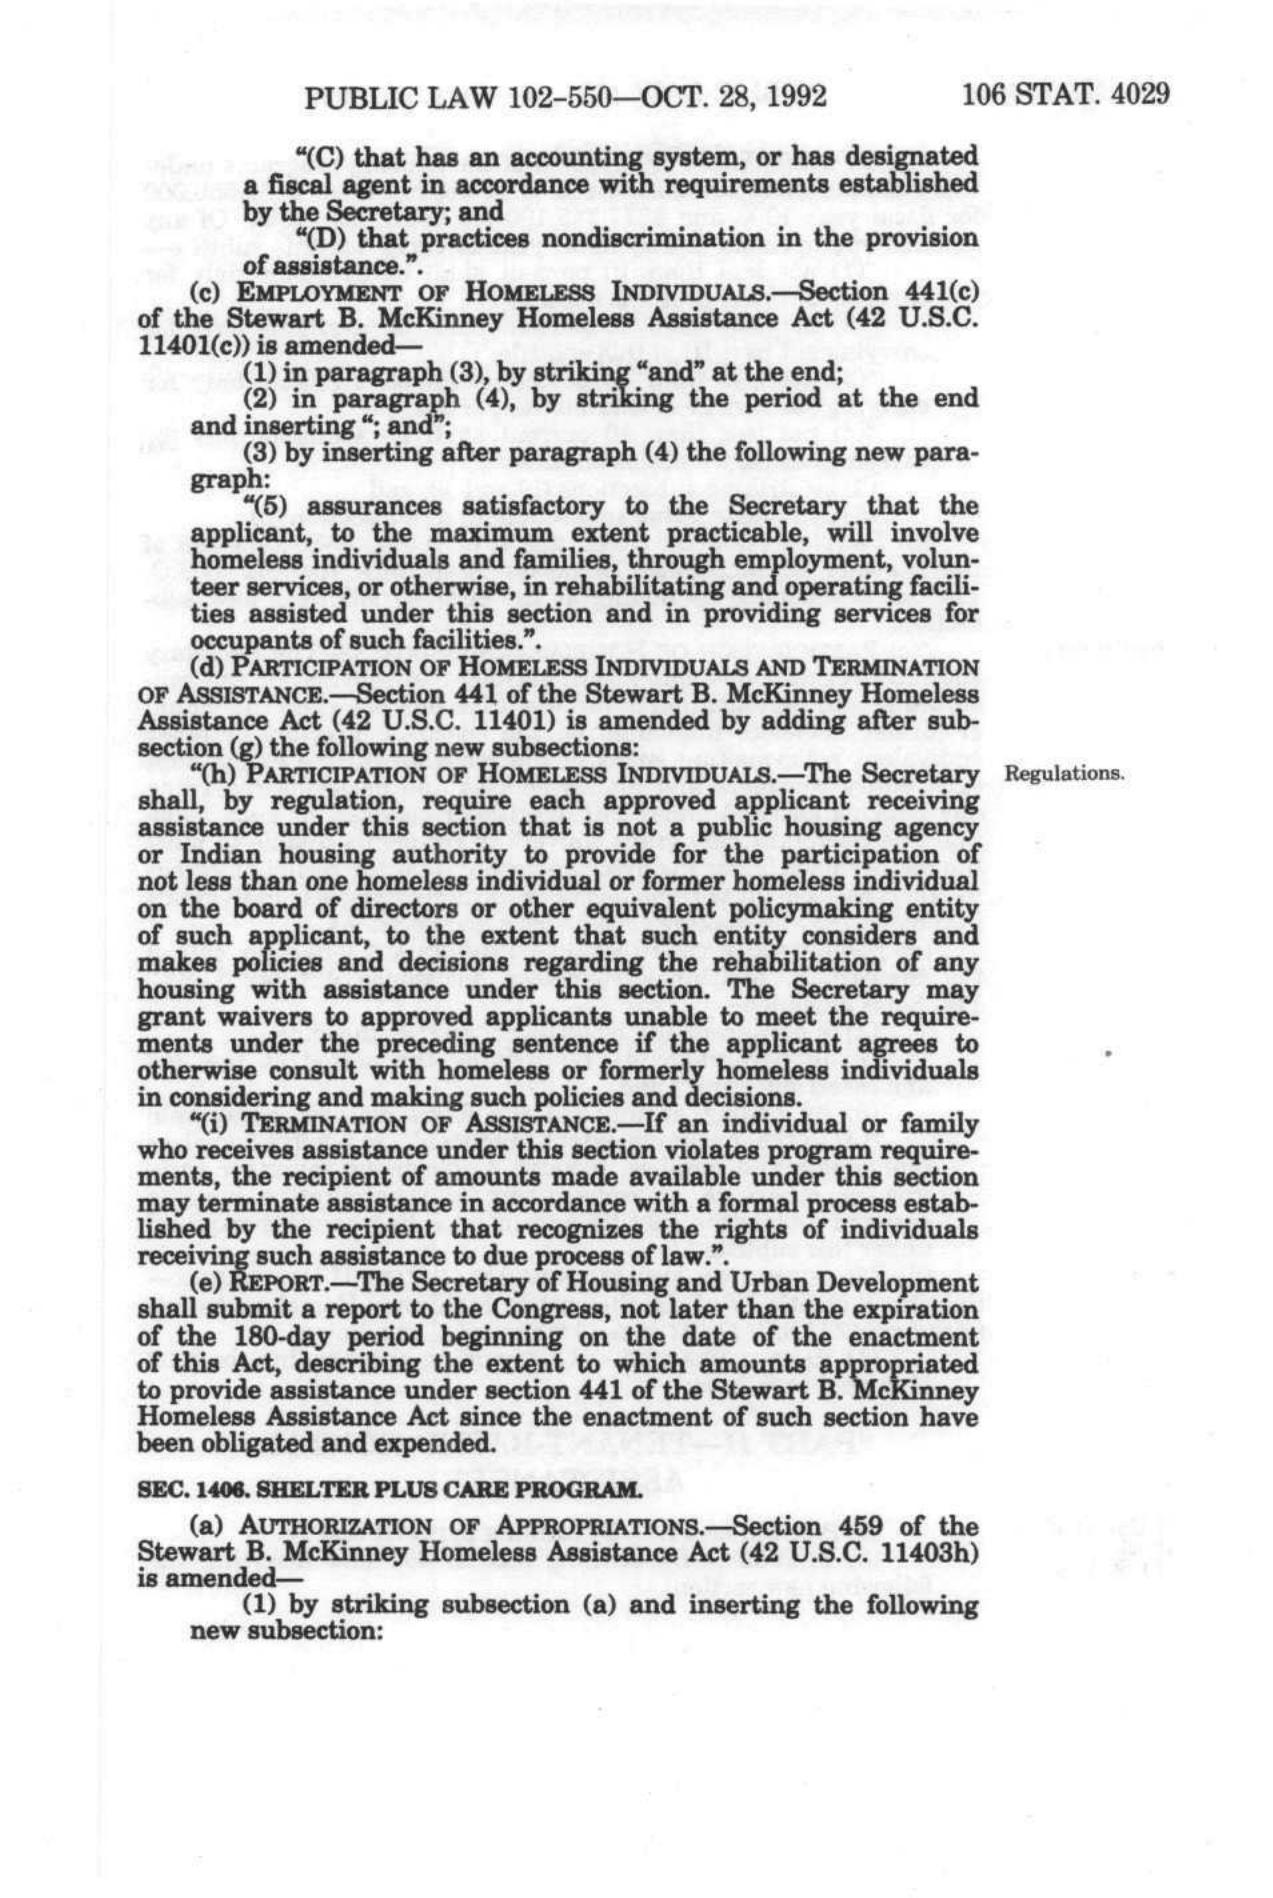 PUBLIC LAW 102-550—OCT. 28, 1992 106 STAT. 4029
"(C) that has an accounting system, or has designated
a fiscal agent in accordance with requirements established
by the Secretary; and
"(D) that practices nondiscrimination in the provision
of assistance.".
(c) EMPLOYMENT OF HOMELESS INDIVIDUALS.—Section 441(c)
of the Stewart B. McKinney Homeless Assistance Act (42 U.S.C.
11401(c)) is amended—
(1) in paragraph (3), by striking "and" at the end;
(2) in paragraph (4), by striking the period at the end
and inserting "; and";
(3) by inserting after paragraph (4) the following new para-
graph:
"(5) assurances satisfactory to the Secretary that the
applicant, to the maximum extent practicable, will involve
homeless individuals and families, through employment, volun-
teer services, or otherwise, in rehabilitating and operating facili-
ties assisted under this section and in providing services for
occupants of such facilities.".
(d) PARTICIPATION OF HOMELESS INDIVIDUALS AND TERMINATION
OF ASSISTANCE.—Section 441 of the Stewart B. McKinney Homeless
Assistance Act (42 U.S.C. 11401) is amended by adding after sub-
section (g) the following new subsections:
"(h) PARTICIPATION OF HOMELESS INDIVIDUALS.—The Secretary Regulations.
shall, by regulation, require each approved applicant receiving
assistance under this section that is not a public housing agency
or Indian housing authority to provide for the participation of
not less than one homeless individual or former homeless individual
on the board of directors or other equivalent policymaking entity
of such applicant, to the extent that such entity considers and
makes policies and decisions regarding the rehabilitation of any
housing with assistance under this section. The Secretary may
grant waivers to approved applicants unable to meet the require-
ments under the preceding sentence if the applicant agrees to
otherwise consult with homeless or formerly homeless individuals
in considering and making such policies and decisions.
"(i) TERMINATION OF ASSISTANCE.—If an individual or family
who receives assistance under this section violates program require-
ments, the recipient of amounts made available under this section
may terminate assistance in accordance with a formal process estab-
lished by the recipient that recognizes the rights of individuals
receiving such assistance to due process of law.".
(e) REPORT.—The Secretary of Housing and Urban Development
shall submit a report to the Congress, not later than the expiration
of the 180-day period beginning on the date of the enactment
of this Act, describing the extent to which amounts appropriated
to provide assistance under section 441 of the Stewart B. McKinney
Homeless Assistance Act since the enactment of such section have
been obligated and expended.
SEC. 1406. SHELTER PLUS CARE PROGRAM.
(a) AUTHORIZATION OF APPROPRIATIONS.—Section 459 of the
Stewart B. McKinney Homeless Assistance Act (42 U.S.C. 11403h)
is amended—
(1) by striking subsection (a) and inserting the following
new subsection: